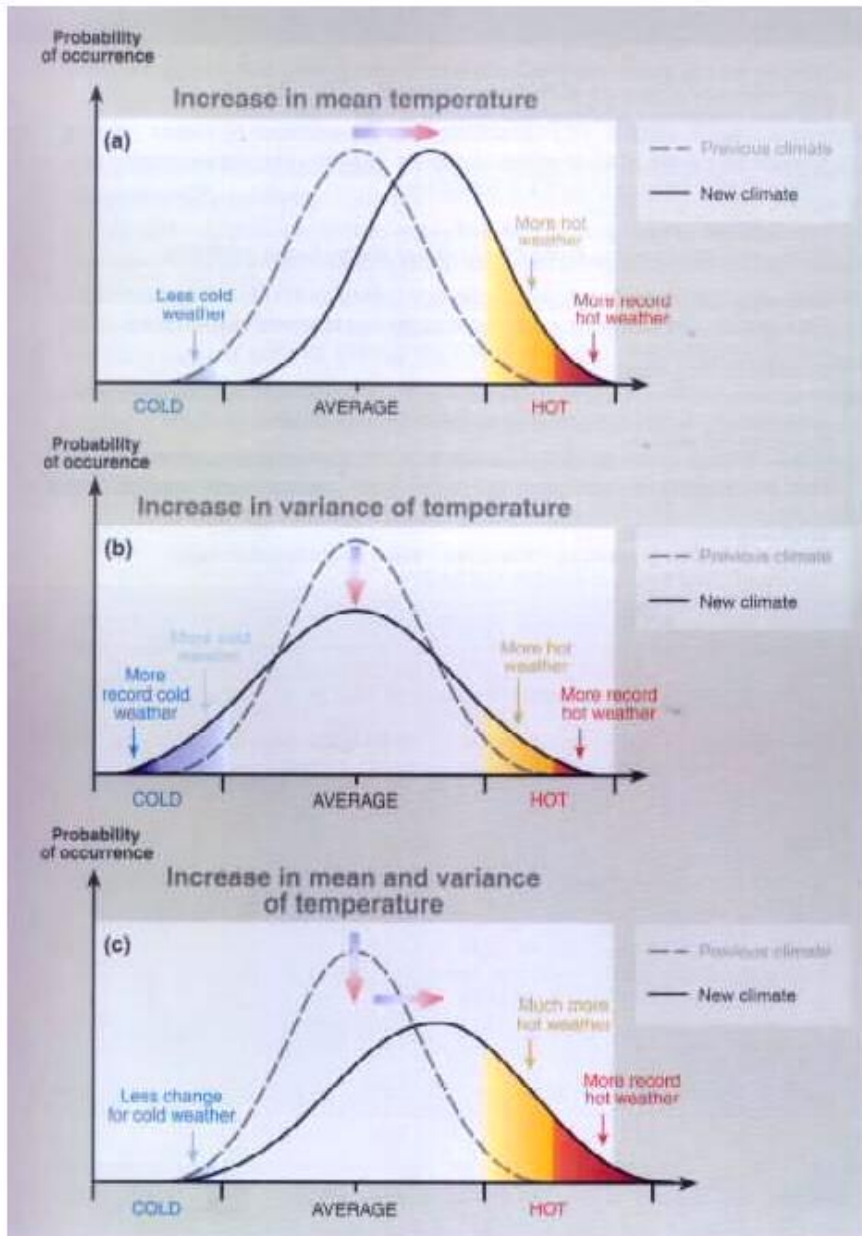 Probability
of occurrence
Increase in mean temperature
(a)
Previous climate
New climate
More hot
weather
Less cold
weather
More record
hot weather
COLD
AVERAGE
HOT
Probability
of occurence
Increase in variance of temperature
(b)
Previous climate
New climate
More cold
weather
More hot
weather
More
record cold
weather
More record
hot weather
COLD
AVERAGE
HOT
Probability
of occurrence
Increase in mean and variance
of temperature
(c)
Previous climate
New climate
Much more
hot weather
Less change
for cold weather
More record
hot weather
COLD
AVERAGE
HOT